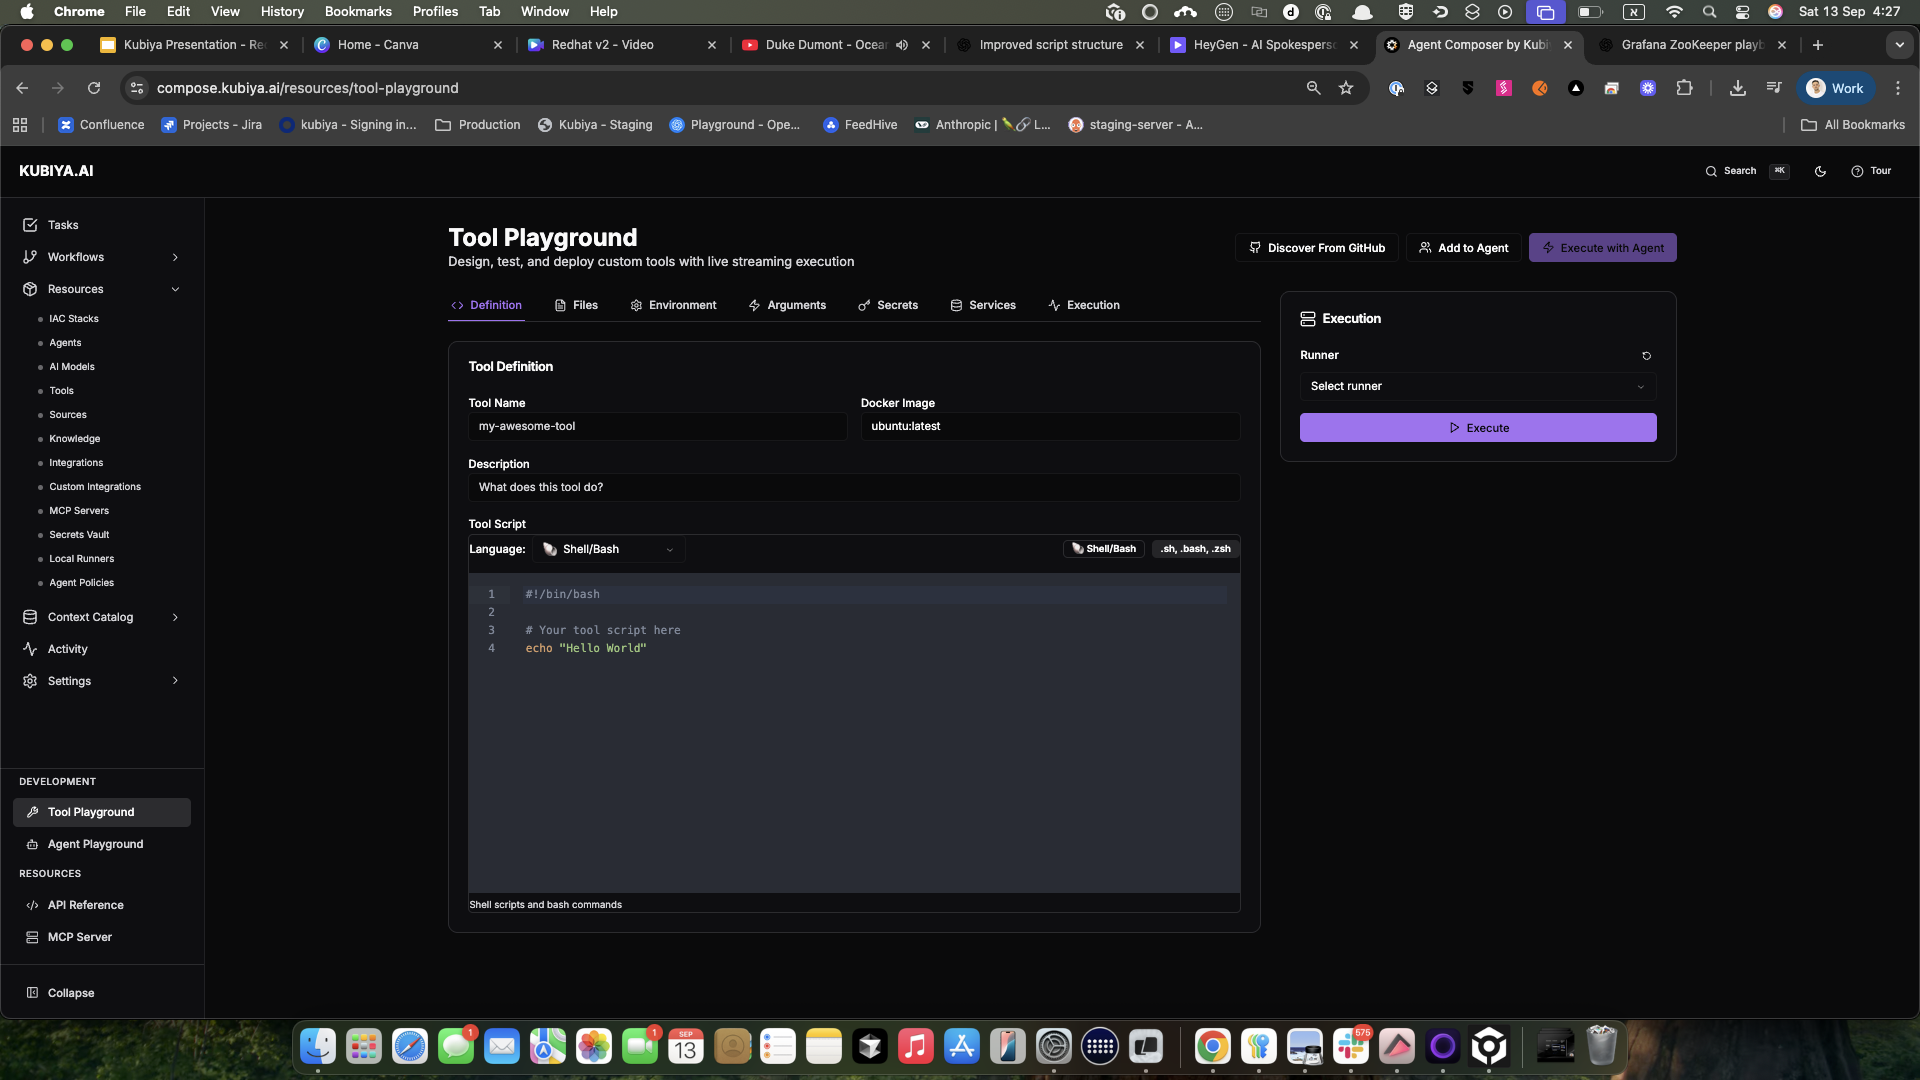 Chrome File Edit View History Bookmarks Profiles Tab Window Help Sat 13 Sep 4:27
Kubiya Presentation - Re Home - Canva Redhat v2 - Video Duke Dumont - Ocean Improved script structure HeyGen - AI Spokespers Agent Composer by Kubi Grafana ZooKeeper playb
compose.kubiya.ai/resources/tool-playground Work
Confluence Projects - Jira kubiya - Signing in... Production Kubiya - Staging Playground - Ope... FeedHive Anthropic | L... staging-server - A... All Bookmarks
KUBIYA.AI Search ⌘K Tour
Tasks
Workflows
Resources
IAC Stacks
Agents
AI Models
Tools
Sources
Knowledge
Integrations
Custom Integrations
MCP Servers
Secrets Vault
Local Runners
Agent Policies
Context Catalog
Activity
Settings
DEVELOPMENT
Tool Playground
Agent Playground
RESOURCES
API Reference
MCP Server
Collapse
Tool Playground
Design, test, and deploy custom tools with live streaming execution
Discover From GitHub Add to Agent Execute with Agent
Definition Files Environment Arguments Secrets Services Execution
Tool Definition
Tool Name Docker Image
my-awesome-tool ubuntu:latest
Description
What does this tool do?
Tool Script
Language: Shell/Bash Shell/Bash .sh, .bash, .zsh
1 #!/bin/bash
2
3 # Your tool script here
4 echo "Hello World"
Shell scripts and bash commands
Execution
Runner
Select runner
Execute
1 1 SEP 13 575